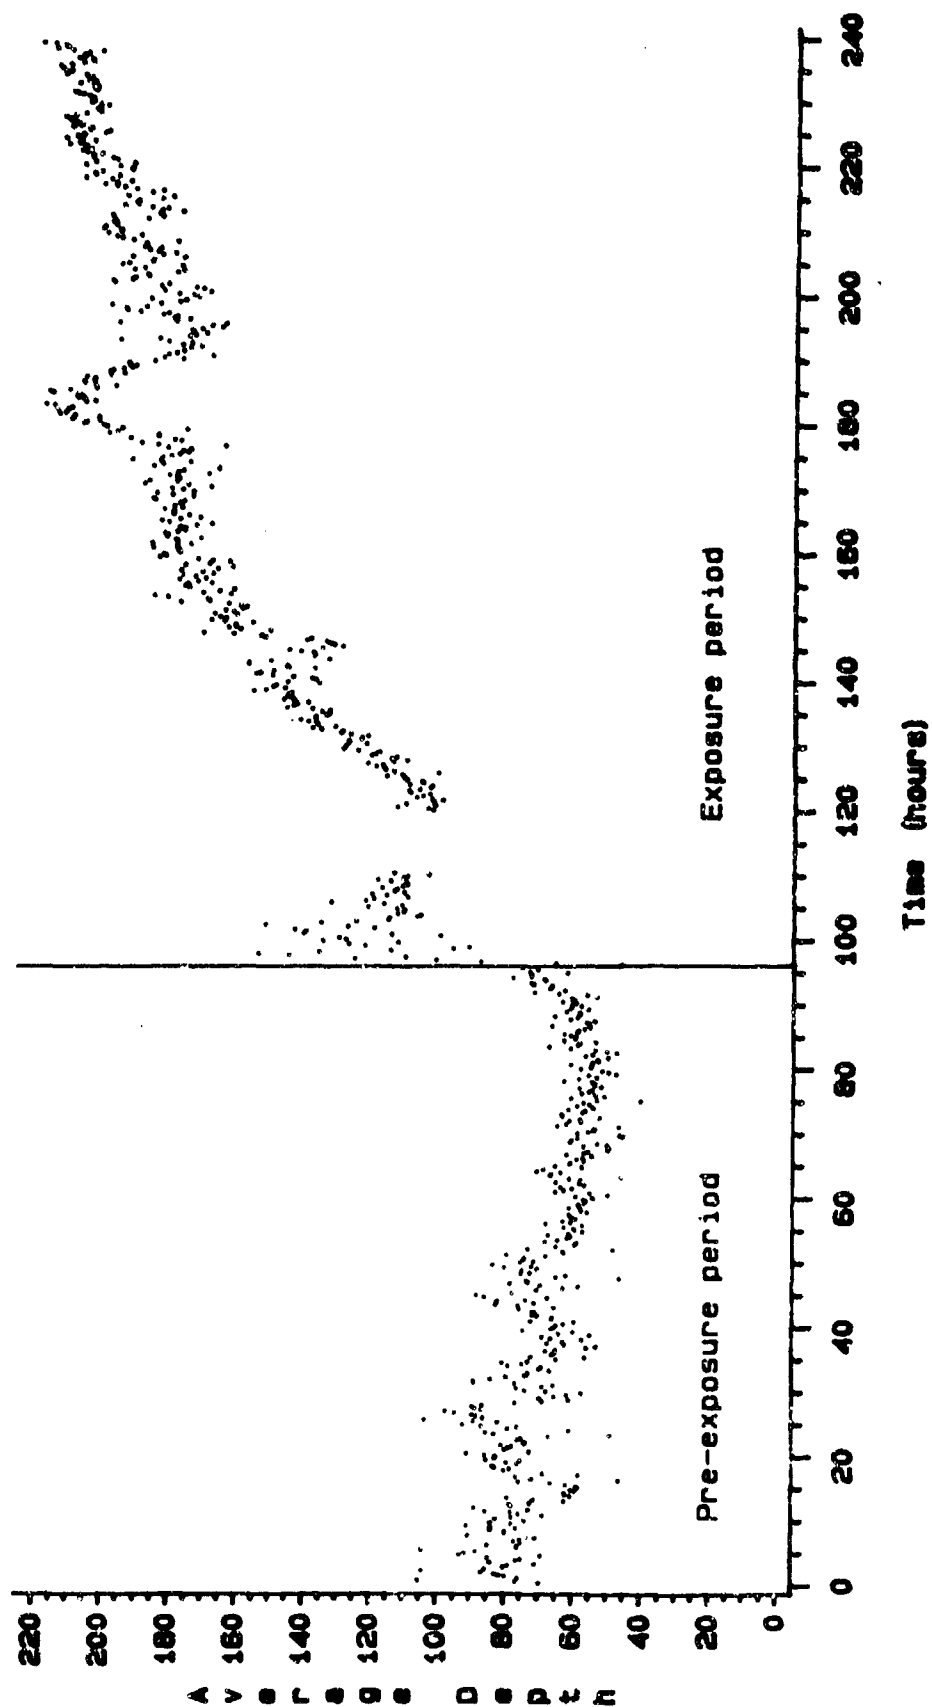 220
200
180
160
140
120
100
80
60
40
20
0
Average Depth
Pre-exposure period
Exposure period
0 20 40 60 80 100 120 140 160 180 200 220 240
Time (hours)